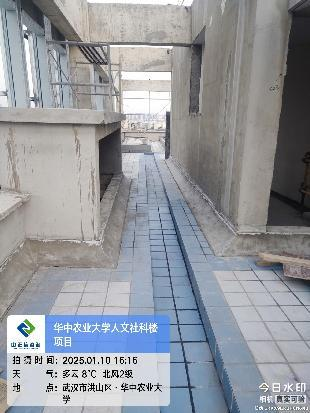 华中农业大学人文社科楼
项目
拍摄时间：2025.01.10 16:16
天气：多云 8℃ 北风2级
地点：武汉市洪山区·华中农业大
学
今日水印
相机